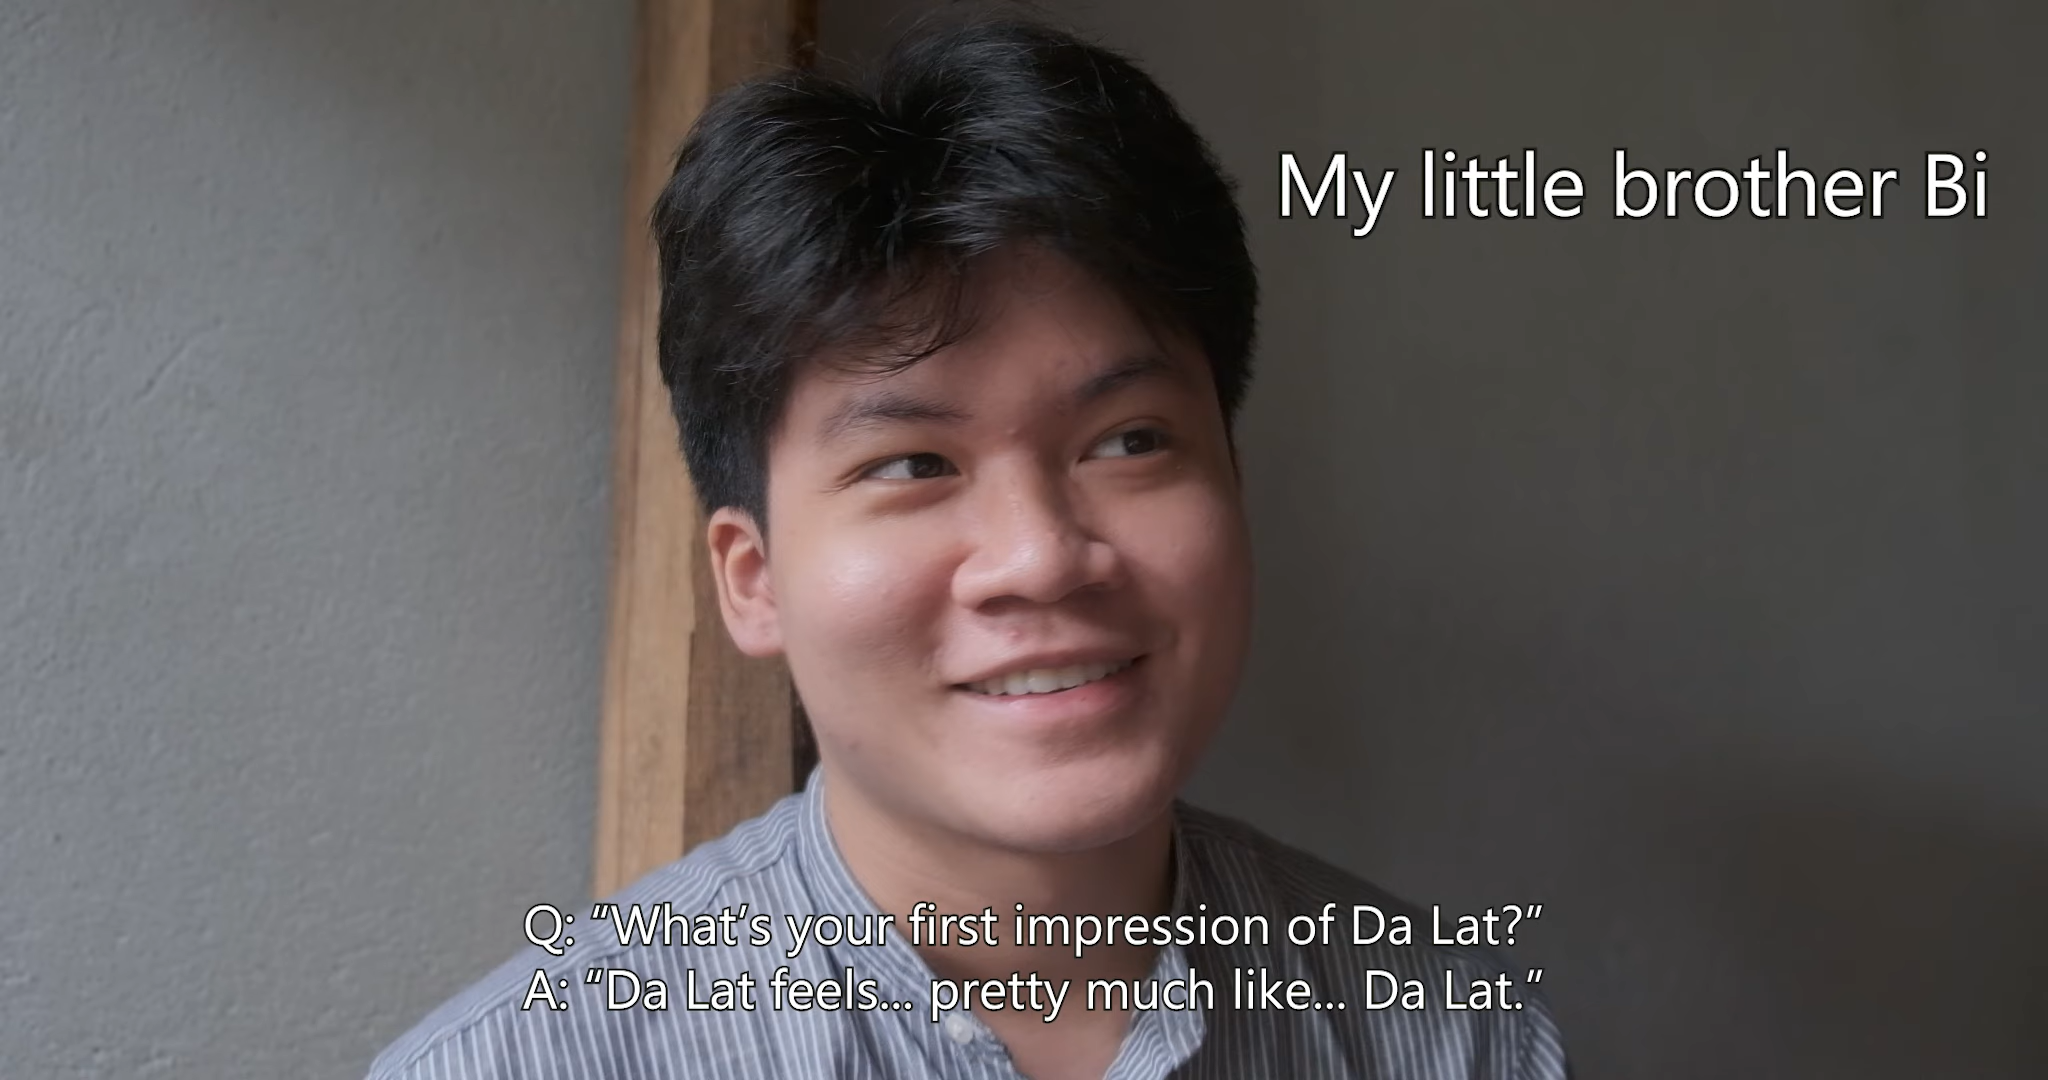 My little brother Bi
Q: “What’s your first impression of Da Lat?”
A: “Da Lat feels... pretty much like... Da Lat.”